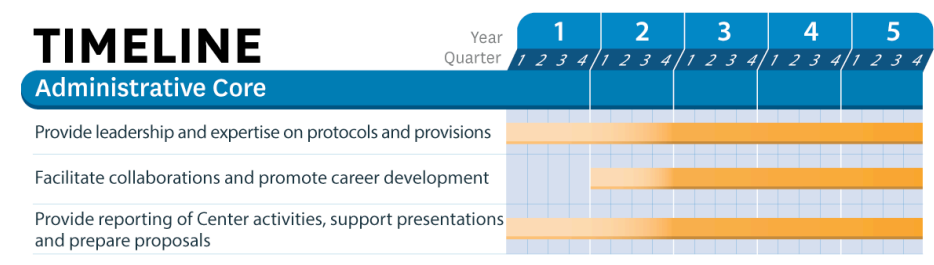 TIMELINE
Year 1 2 3 4 5
Quarter 1 2 3 4 1 2 3 4 1 2 3 4 1 2 3 4 1 2 3 4
Administrative Core
Provide leadership and expertise on protocols and provisions
Facilitate collaborations and promote career development
Provide reporting of Center activities, support presentations
and prepare proposals